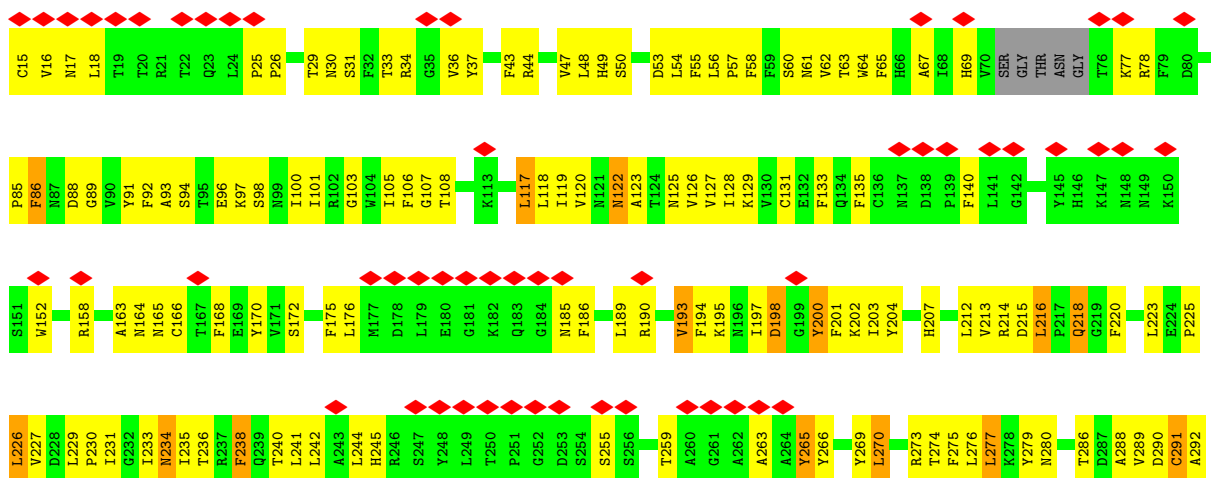 C15 V16 N17 L18 T19 T20 R21 T22 Q23 L24 P25 P26 T29 N30 S31 F32 T33 R34 G35 V36 Y37 F43 R44 V47 L48 H49 S50 D53 L54 F55 L56 P57 F58 F59 S60 N61 V62 T63 W64 F65 H66 A67 I68 H69 V70 SER GLY THR ASN GLY T76 K77 R78 F79 D80
P85 F86 N87 D88 G89 V90 Y91 F92 A93 S94 T95 E96 K97 S98 N99 I100 I101 R102 G103 W104 I105 F106 G107 T108 K113 L117 L118 I119 V120 N121 N122 A123 T124 N125 V126 V127 I128 K129 V130 C131 E132 F133 Q134 F135 C136 N137 D138 P139 F140 L141 G142 Y145 H146 K147 N148 N149 K150
S151 W152 R158 A163 N164 N165 C166 T167 F168 E169 Y170 V171 S172 F175 L176 M177 D178 L179 E180 G181 K182 Q183 G184 N185 F186 L189 R190 V193 F194 K195 N196 I197 D198 G199 Y200 F201 K202 I203 Y204 H207 L212 V213 R214 D215 L216 P217 Q218 G219 F220 L223 E224 P225
L226 V227 D228 L229 P230 I231 G232 I233 N234 I235 T236 R237 F238 Q239 T240 L241 L242 A243 L244 H245 R246 S247 Y248 L249 T250 P251 G252 D253 S254 S255 S256 T259 A260 G261 A262 A263 A264 Y265 Y266 Y269 L270 R273 T274 F275 L276 L277 K278 Y279 N280 T286 D287 A288 V289 D290 C291 A292